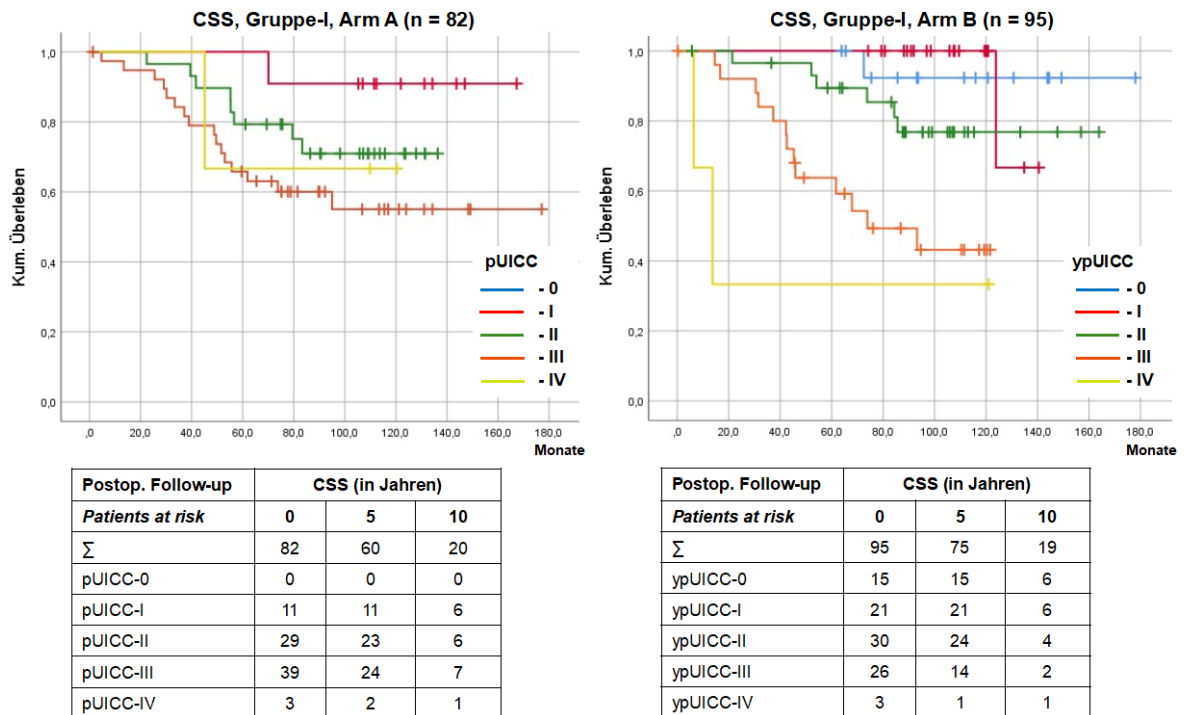 CSS, Gruppe-I, Arm A (n = 82)
Kum. Überleben
1,0
0,8
0,6
0,4
0,2
0,0
pUICC
- 0
- I
- II
- III
- IV
,0 20,0 40,0 60,0 80,0 100,0 120,0 140,0 160,0 180,0
Monate
Postop. Follow-up CSS (in Jahren)
Patients at risk 0 5 10
∑ 82 60 20
pUICC-0 0 0 0
pUICC-I 11 11 6
pUICC-II 29 23 6
pUICC-III 39 24 7
pUICC-IV 3 2 1
CSS, Gruppe-I, Arm B (n = 95)
Kum. Überleben
1,0
0,8
0,6
0,4
0,2
0,0
ypUICC
- 0
- I
- II
- III
- IV
,0 20,0 40,0 60,0 80,0 100,0 120,0 140,0 160,0 180,0
Monate
Postop. Follow-up CSS (in Jahren)
Patients at risk 0 5 10
∑ 95 75 19
ypUICC-0 15 15 6
ypUICC-I 21 21 6
ypUICC-II 30 24 4
ypUICC-III 26 14 2
ypUICC-IV 3 1 1